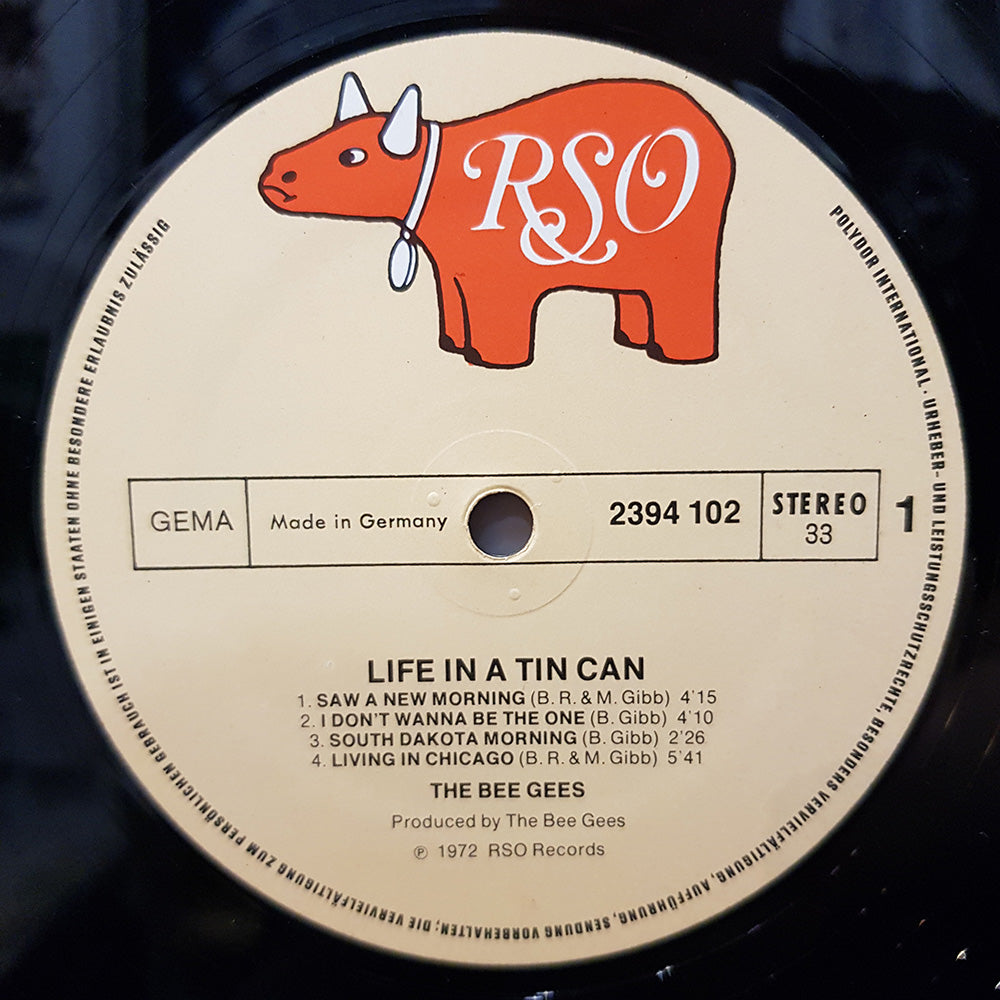 RSO
GEMA
Made in Germany
2394 102
STEREO
33
1
LIFE IN A TIN CAN
1. SAW A NEW MORNING (B. R. & M. Gibb) 4'15
2. I DON'T WANNA BE THE ONE (B. Gibb) 4'10
3. SOUTH DAKOTA MORNING (B. Gibb) 2'26
4. LIVING IN CHICAGO (B. R. & M. Gibb) 5'41
THE BEE GEES
Produced by The Bee Gees
℗ 1972 RSO Records
POLYDOR INTERNATIONAL · URHEBER- UND LEISTUNGSSCHUTZRECHTE, BESONDERS VERVIELFÄLTIGUNG, AUFFÜHRUNG, SENDUNG VORBEHALTEN; DIE VERVIELFÄLTIGUNG ZUM PERSÖNLICHEN GEBRAUCH IST IN EINIGEN STAATEN OHNE BESONDERE ERLAUBNIS ZULÄSSIG